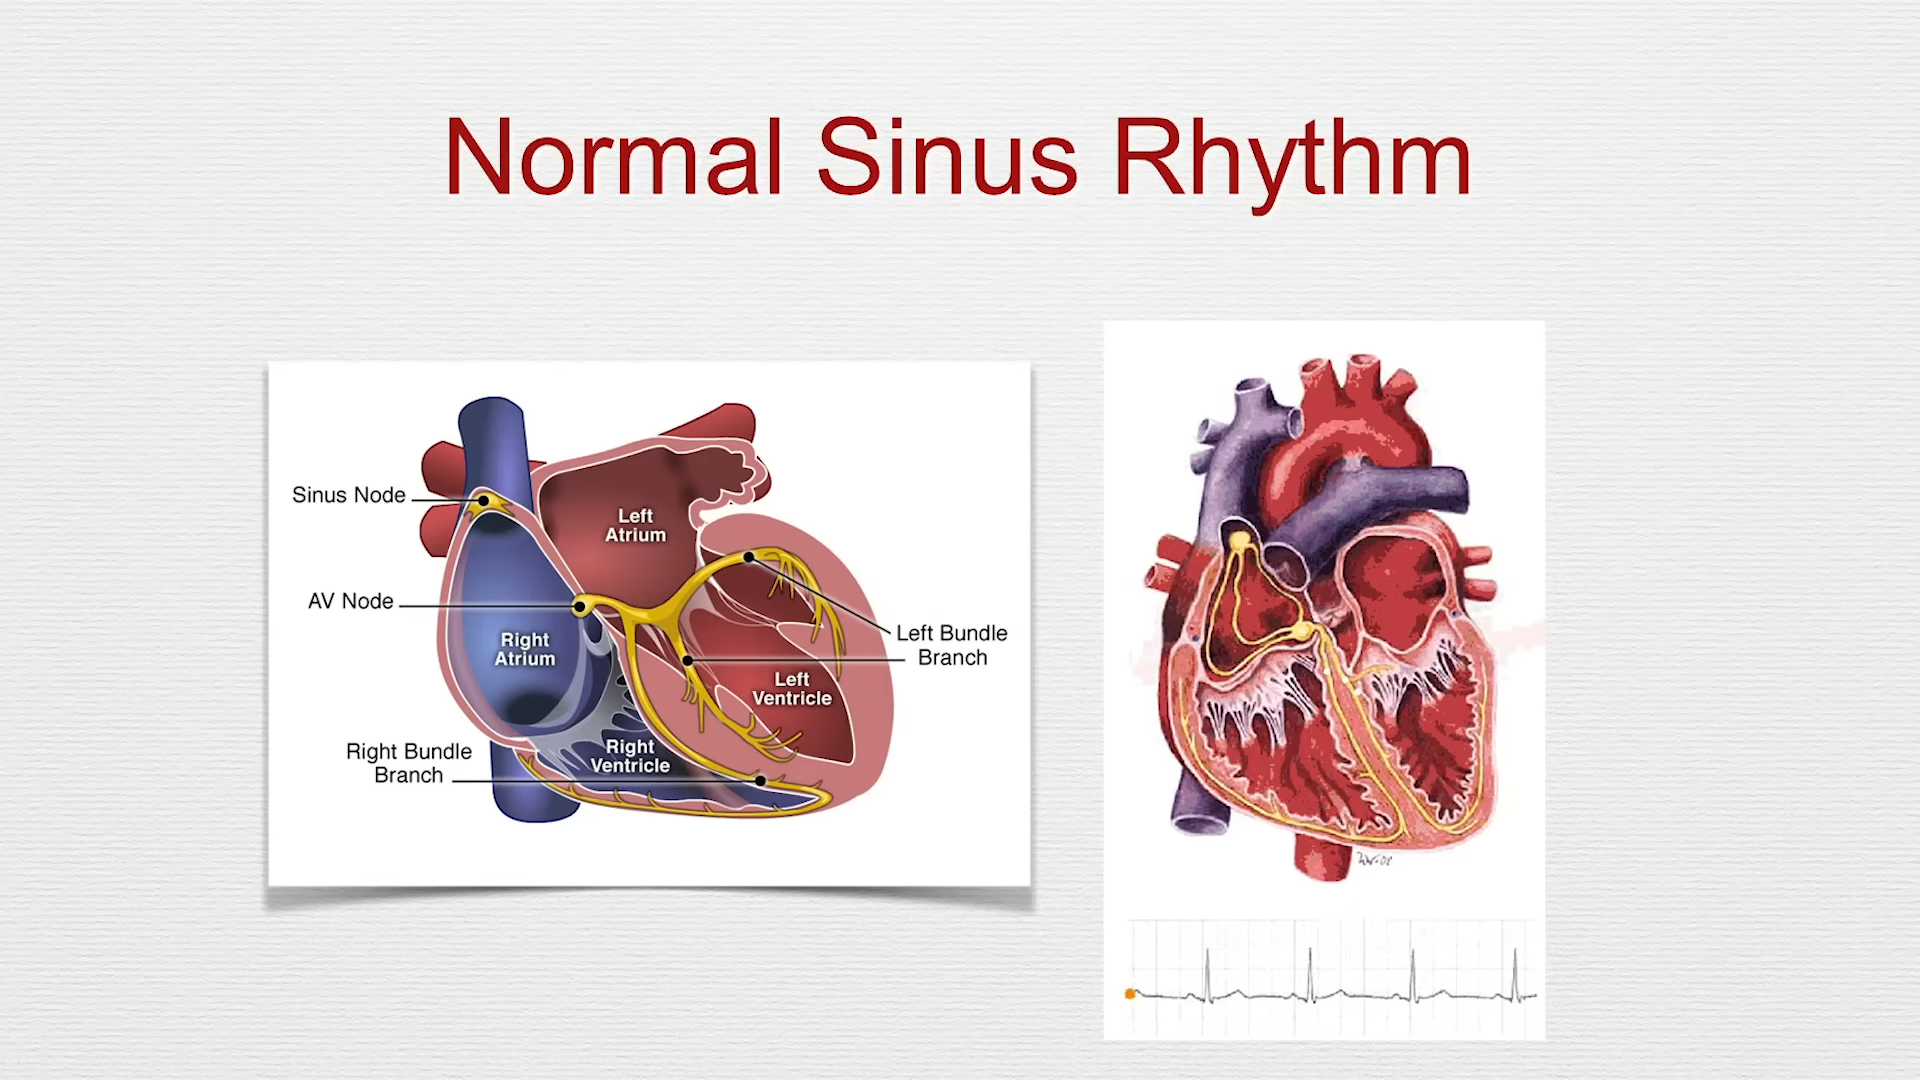 Normal Sinus Rhythm
Sinus Node
Left
Atrium
AV Node
Right
Atrium
Left Bundle
Branch
Left
Ventricle
Right
Ventricle
Right Bundle
Branch